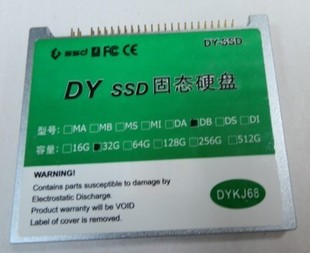 ssd FC CE DY-SSD
DY SSD 固态硬盘
型号: □MA □MB □MS □MI □DA ■DB □DS □DI
容量: □16G ■32G □64G □128G □256G □512G
WARNING!
Contains parts susceptible to damage by
Electrostatic Discharge.
Product warranty will be VOID
Label of cover is removed.
DYKJ68